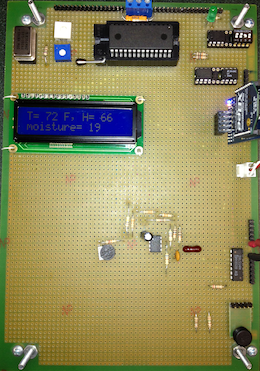 T= 72 F, H= 66
moisture= 19